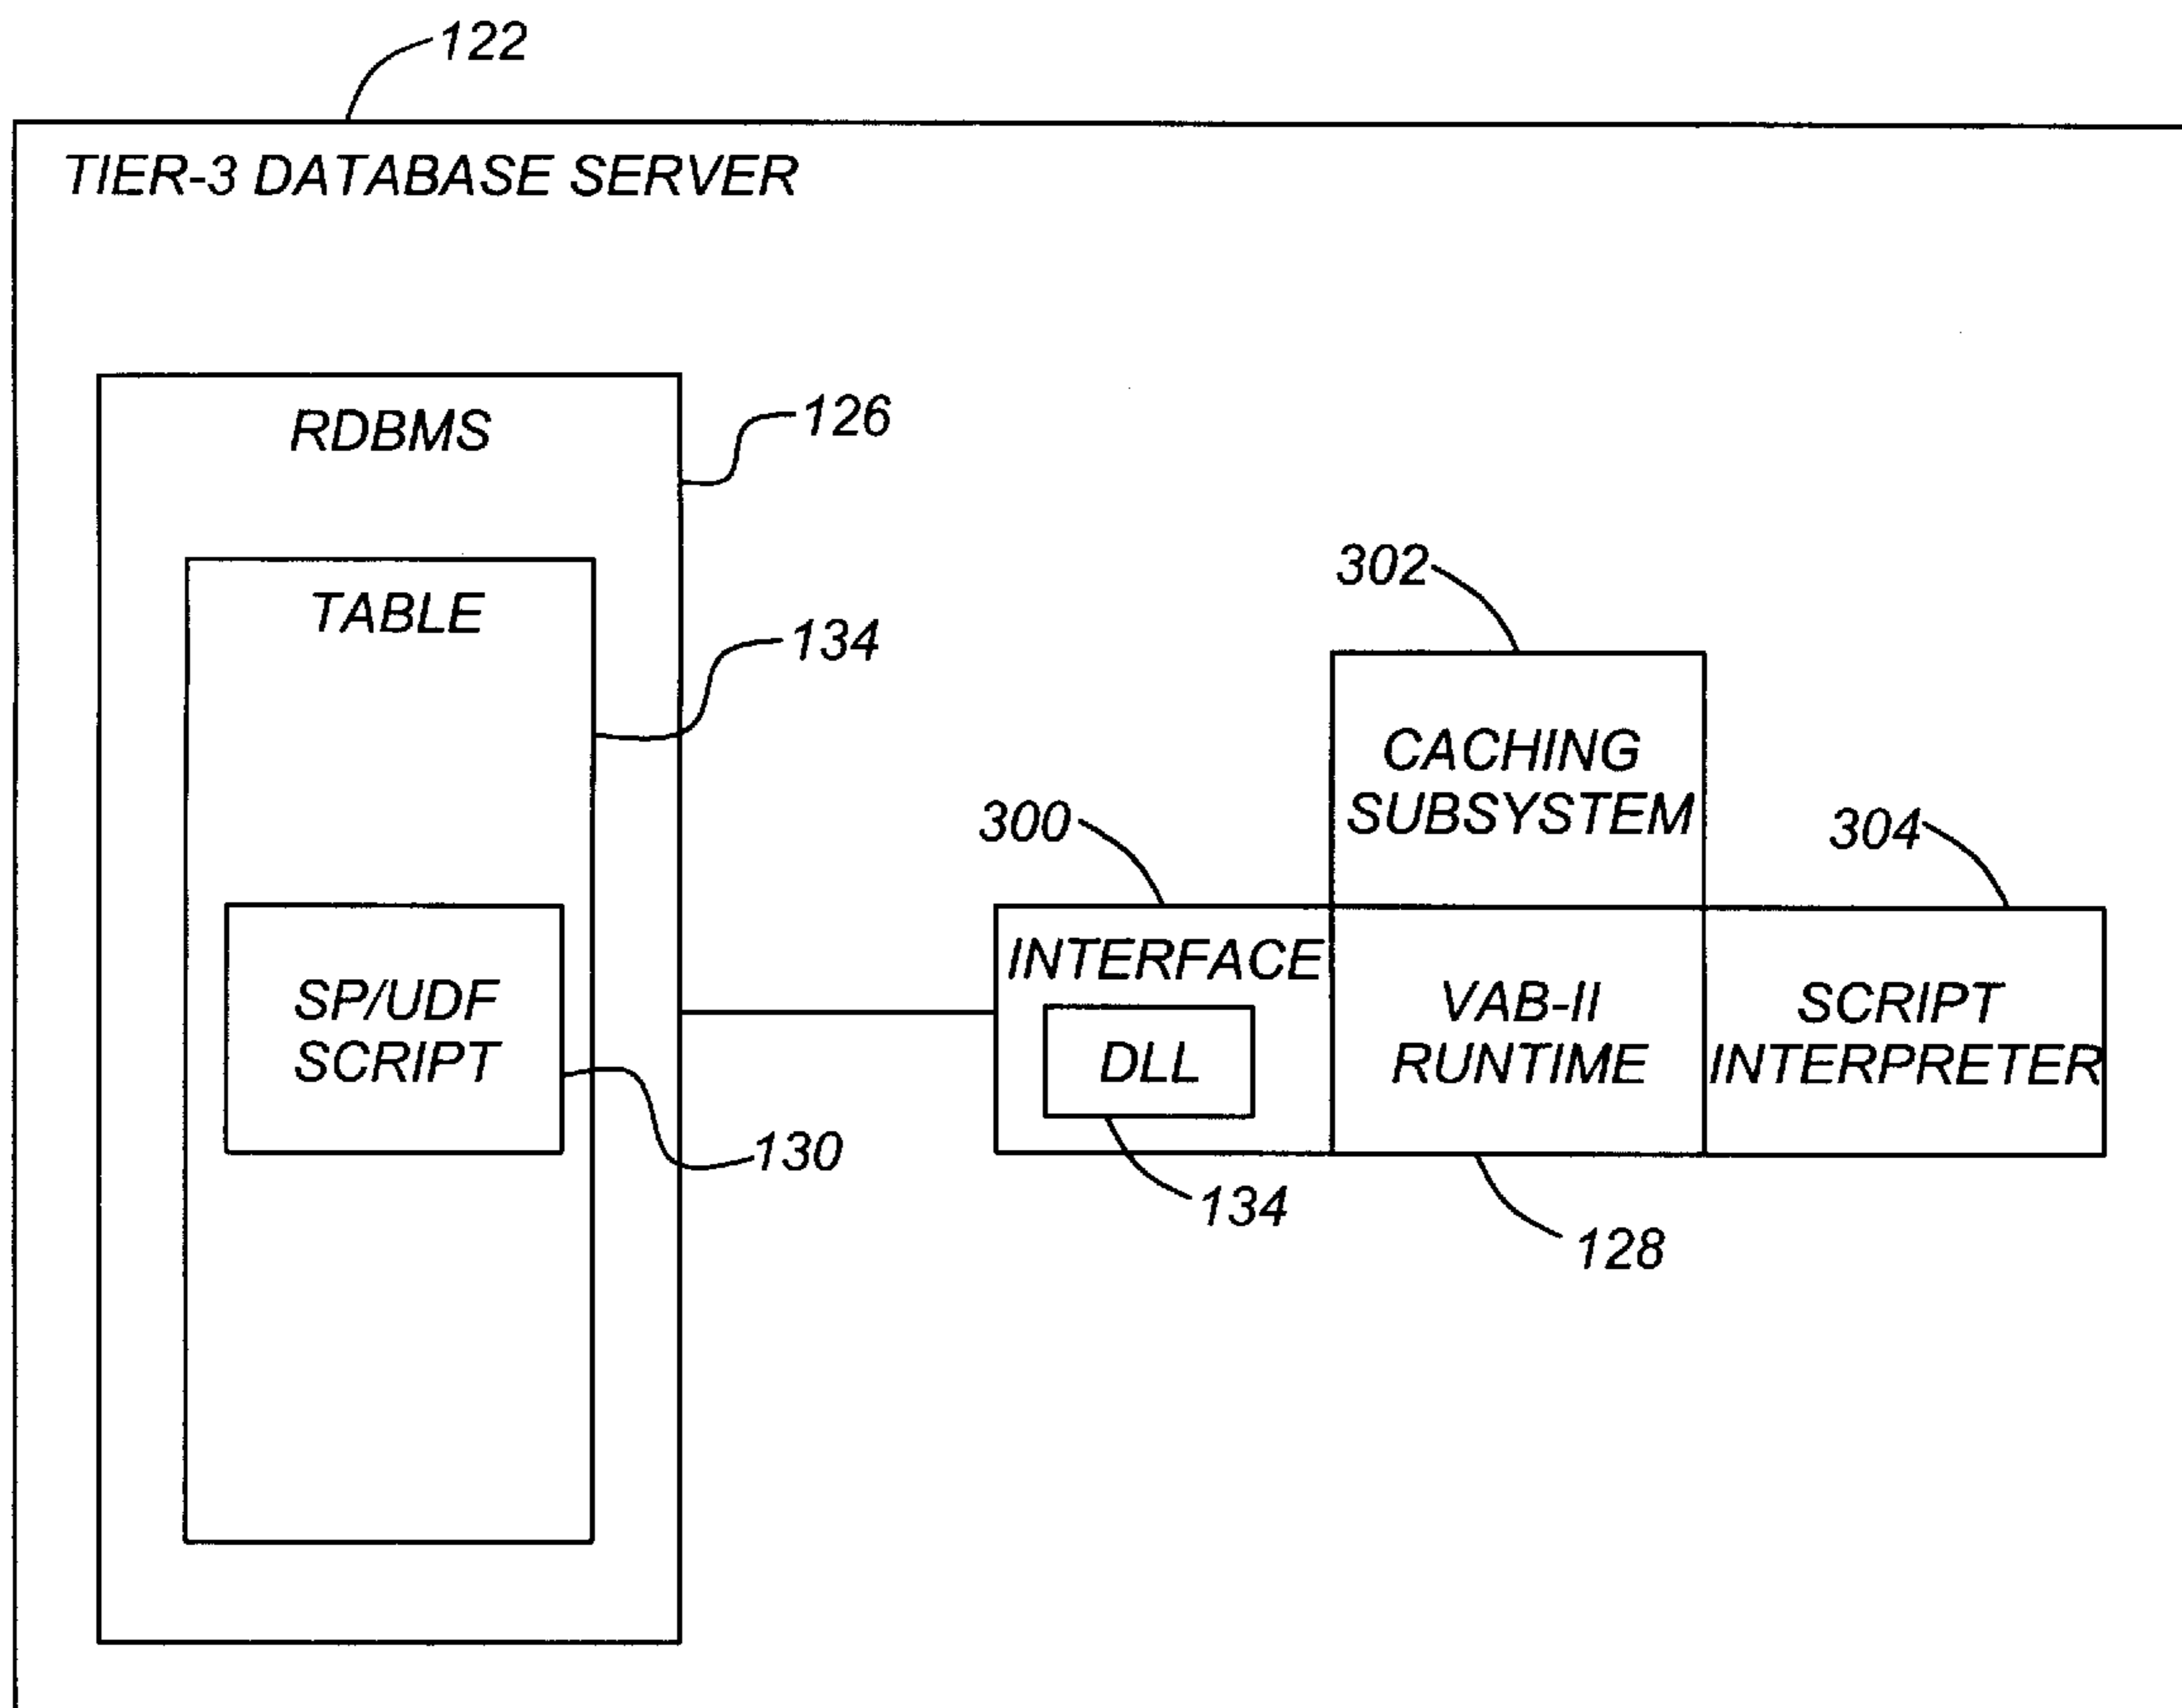 122
TIER-3 DATABASE SERVER
RDBMS
126
TABLE
134
302
CACHING
SUBSYSTEM
300
304
INTERFACE
DLL
134
VAB-II
RUNTIME
128
SCRIPT
INTERPRETER
SP/UDF
SCRIPT
130